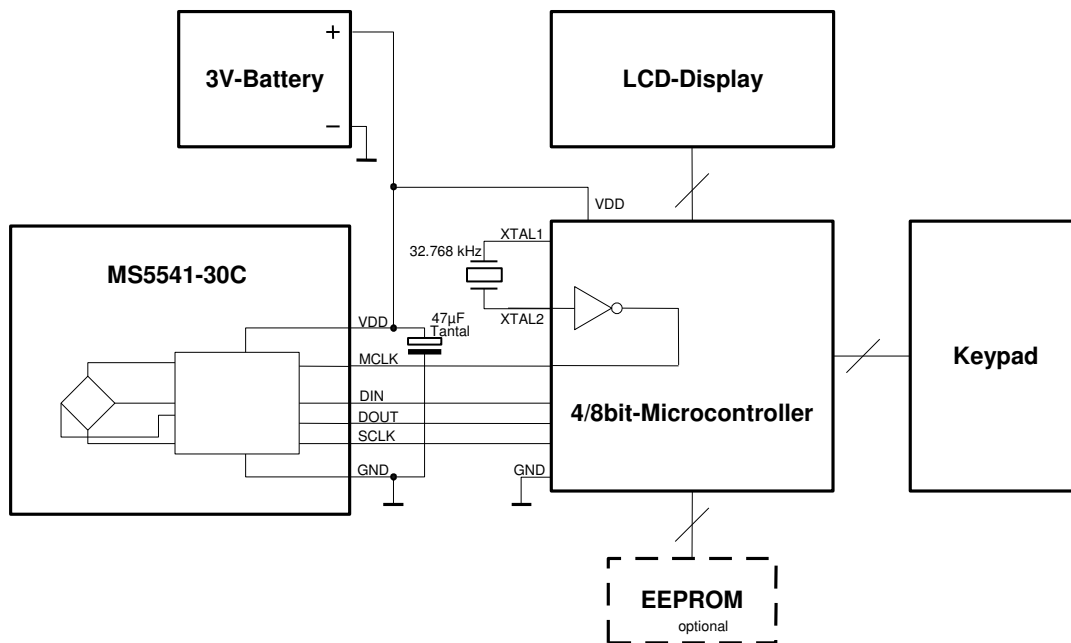 +
3V-Battery
−
LCD-Display
VDD
XTAL1
32.768 kHz
XTAL2
MS5541-30C
VDD
47µF
Tantal
MCLK
DIN
DOUT
SCLK
GND
4/8bit-Microcontroller
GND
Keypad
EEPROM
optional